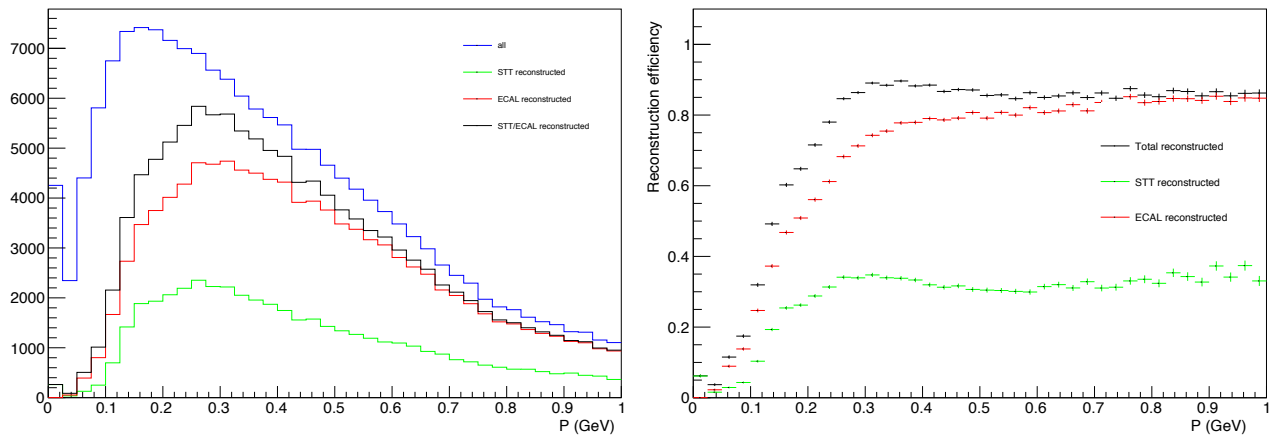 7000
6000
5000
4000
3000
2000
1000
0
all
STT reconstructed
ECAL reconstructed
STT/ECAL reconstructed
0 0.1 0.2 0.3 0.4 0.5 0.6 0.7 0.8 0.9 1
P (GeV)
Reconstruction efficiency
1
0.8
0.6
0.4
0.2
0
Total reconstructed
STT reconstructed
ECAL reconstructed
0 0.1 0.2 0.3 0.4 0.5 0.6 0.7 0.8 0.9 1
P (GeV)